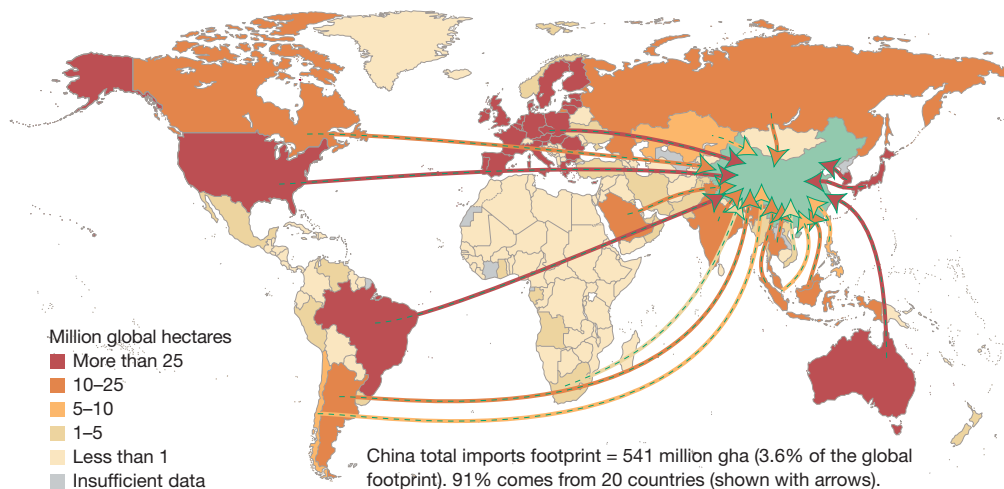 Million global hectares
More than 25
10–25
5–10
1–5
Less than 1
Insufficient data
China total imports footprint = 541 million gha (3.6% of the global
footprint). 91% comes from 20 countries (shown with arrows).